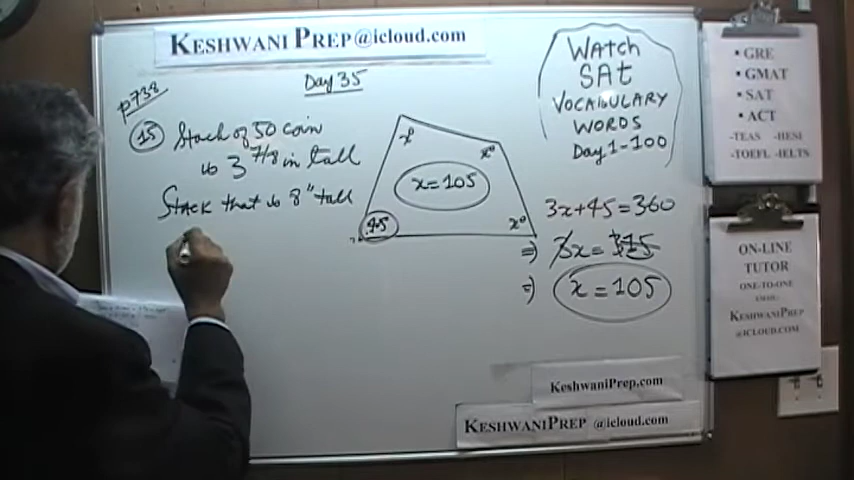 KESHWANI PREP@icloud.com
Day 35
p738
15 Stack of 50 coin
is 3 7/8 in tall
Stack that is 8" tall
x°
x°
x=105
45
x°
3x+45=360
⇒ 3x = 315
⇒ x = 105
WATCH
SAt
VOCABULARY
WORDS
Day 1-100
• GRE
• GMAT
• SAT
• ACT
-TEAS -HESI
-TOEFL -IELTS
ON-LINE
TUTOR
ONE-TO-ONE
KESHWANIPREP
@ICLOUD.COM
KeshwaniPrep.com
KESHWANIPREP @icloud.com